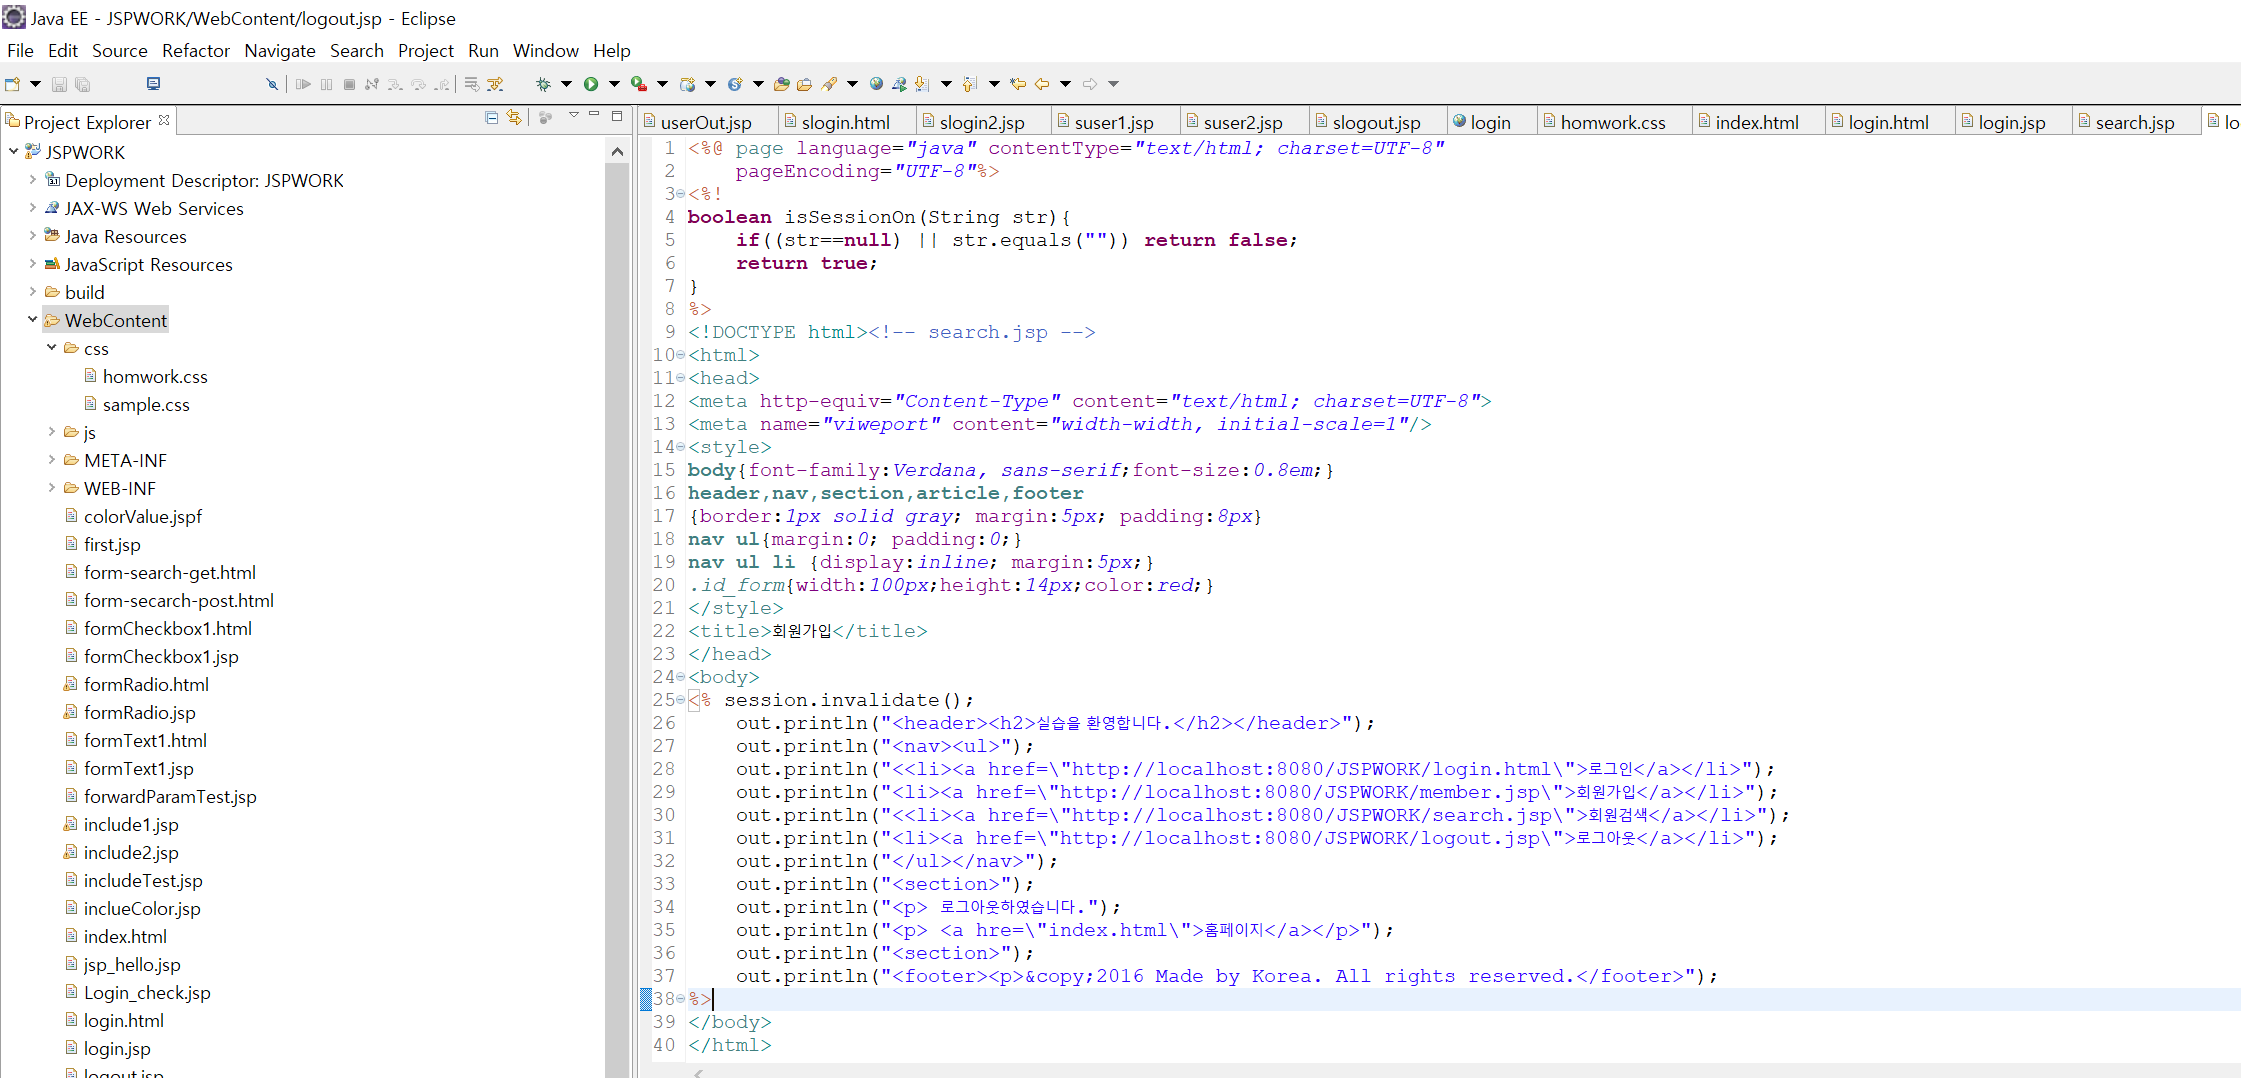 Java EE - JSPWORK/WebContent/logout.jsp - Eclipse
File Edit Source Refactor Navigate Search Project Run Window Help
Project Explorer
JSPWORK
Deployment Descriptor: JSPWORK
JAX-WS Web Services
Java Resources
JavaScript Resources
build
WebContent
css
homwork.css
sample.css
js
META-INF
WEB-INF
colorValue.jspf
first.jsp
form-search-get.html
form-secarch-post.html
formCheckbox1.html
formCheckbox1.jsp
formRadio.html
formRadio.jsp
formText1.html
formText1.jsp
forwardParamTest.jsp
include1.jsp
include2.jsp
includeTest.jsp
inclueColor.jsp
index.html
jsp_hello.jsp
Login_check.jsp
login.html
login.jsp
logout.jsp
userOut.jsp slogin.html slogin2.jsp suser1.jsp suser2.jsp slogout.jsp login homwork.css index.html login.html login.jsp search.jsp lo
1 <%@ page language="java" contentType="text/html; charset=UTF-8"
2     pageEncoding="UTF-8"%>
3 <%!
4 boolean isSessionOn(String str){
5     if((str==null) || str.equals("")) return false;
6     return true;
7 }
8 %>
9 <!DOCTYPE html><!-- search.jsp -->
10 <html>
11 <head>
12 <meta http-equiv="Content-Type" content="text/html; charset=UTF-8">
13 <meta name="viweport" content="width-width, initial-scale=1"/>
14 <style>
15 body{font-family:Verdana, sans-serif;font-size:0.8em;}
16 header,nav,section,article,footer
17 {border:1px solid gray; margin:5px; padding:8px}
18 nav ul{margin:0; padding:0;}
19 nav ul li {display:inline; margin:5px;}
20 .id_form{width:100px;height:14px;color:red;}
21 </style>
22 <title>회원가입</title>
23 </head>
24 <body>
25 <% session.invalidate();
26     out.println("<header><h2>실습을 환영합니다.</h2></header>");
27     out.println("<nav><ul>");
28     out.println("<<li><a href=\"http://localhost:8080/JSPWORK/login.html\">로그인</a></li>");
29     out.println("<li><a href=\"http://localhost:8080/JSPWORK/member.jsp\">회원가입</a></li>");
30     out.println("<<li><a href=\"http://localhost:8080/JSPWORK/search.jsp\">회원검색</a></li>");
31     out.println("<li><a href=\"http://localhost:8080/JSPWORK/logout.jsp\">로그아웃</a></li>");
32     out.println("</ul></nav>");
33     out.println("<section>");
34     out.println("<p> 로그아웃하였습니다.");
35     out.println("<p> <a hre=\"index.html\">홈페이지</a></p>");
36     out.println("<section>");
37     out.println("<footer><p>&copy;2016 Made by Korea. All rights reserved.</footer>");
38 %>
39 </body>
40 </html>